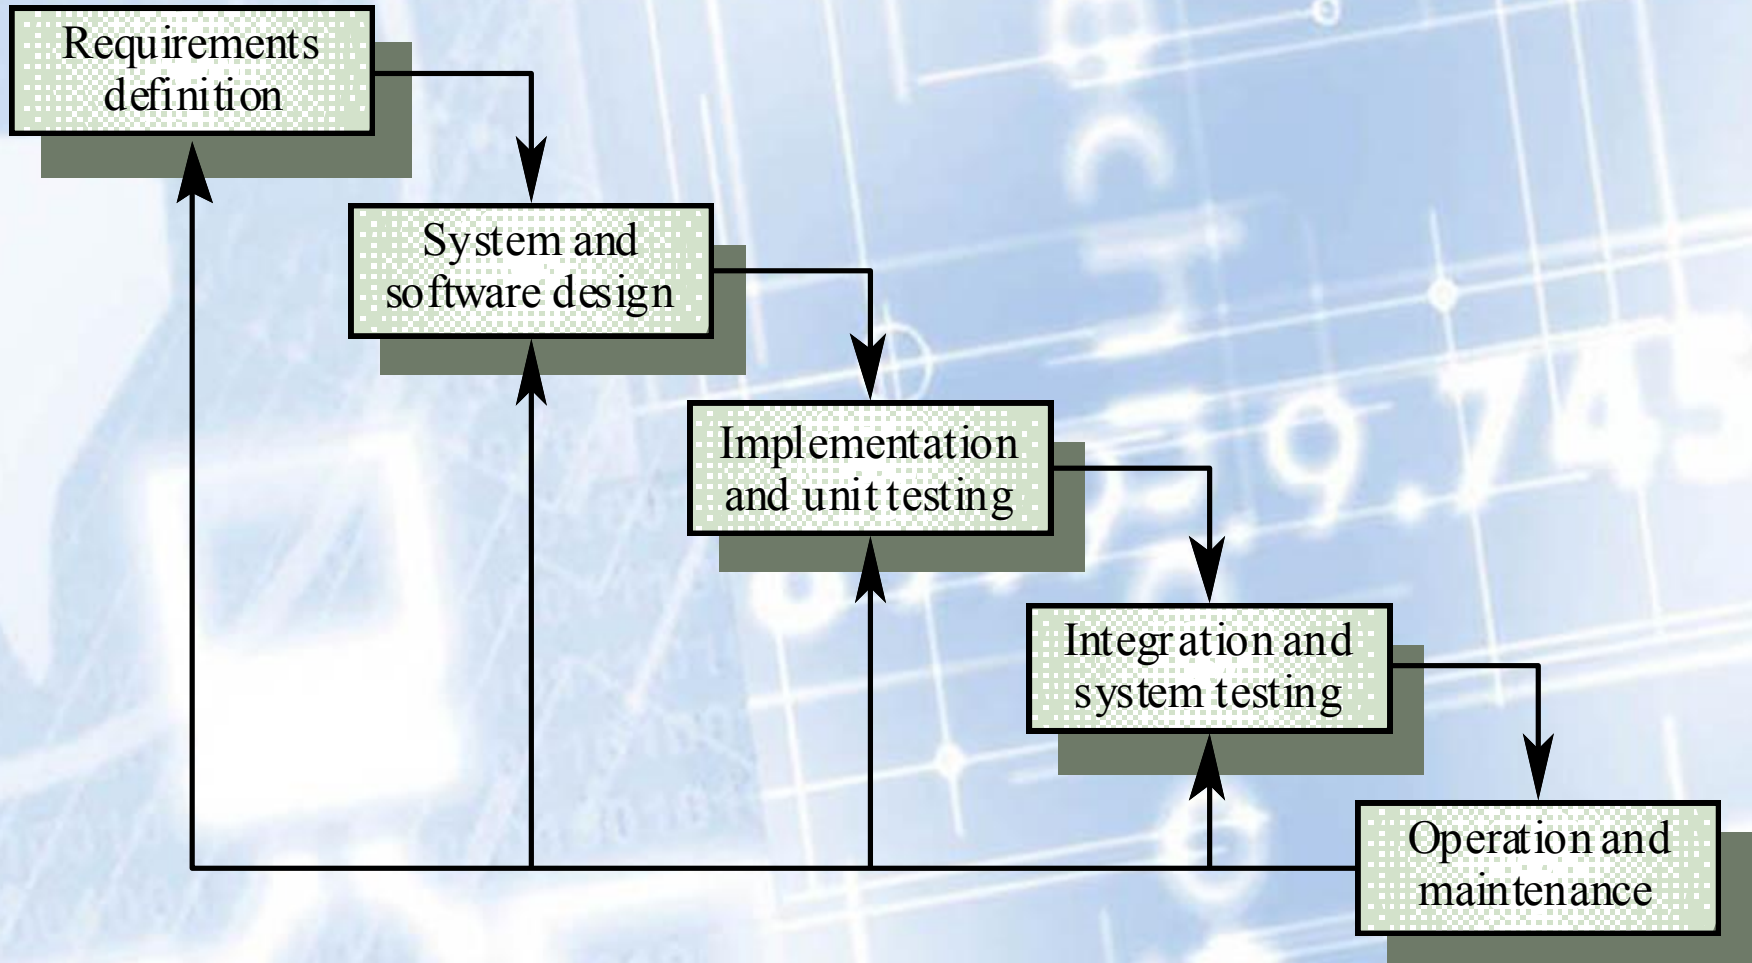 Requirements
definition
System and
software design
Implementation
and unit testing
Integration and
system testing
Operation and
maintenance